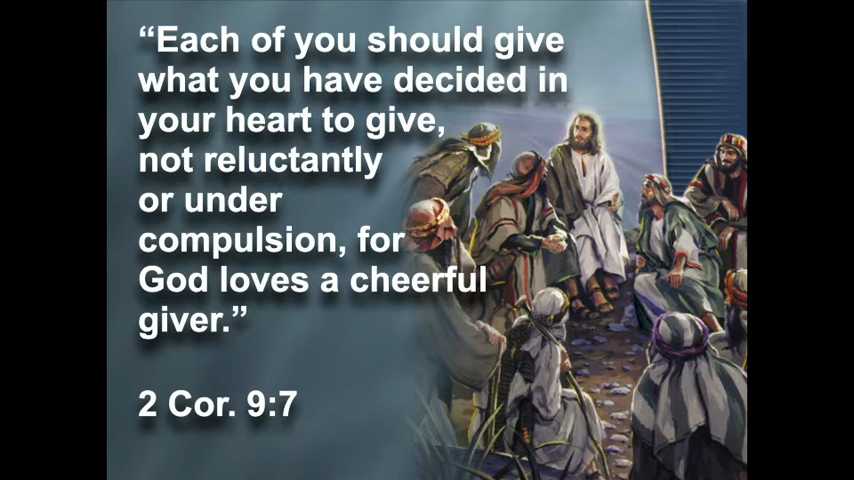 “Each of you should give
what you have decided in
your heart to give,
not reluctantly
or under
compulsion, for
God loves a cheerful
giver.”
2 Cor. 9:7